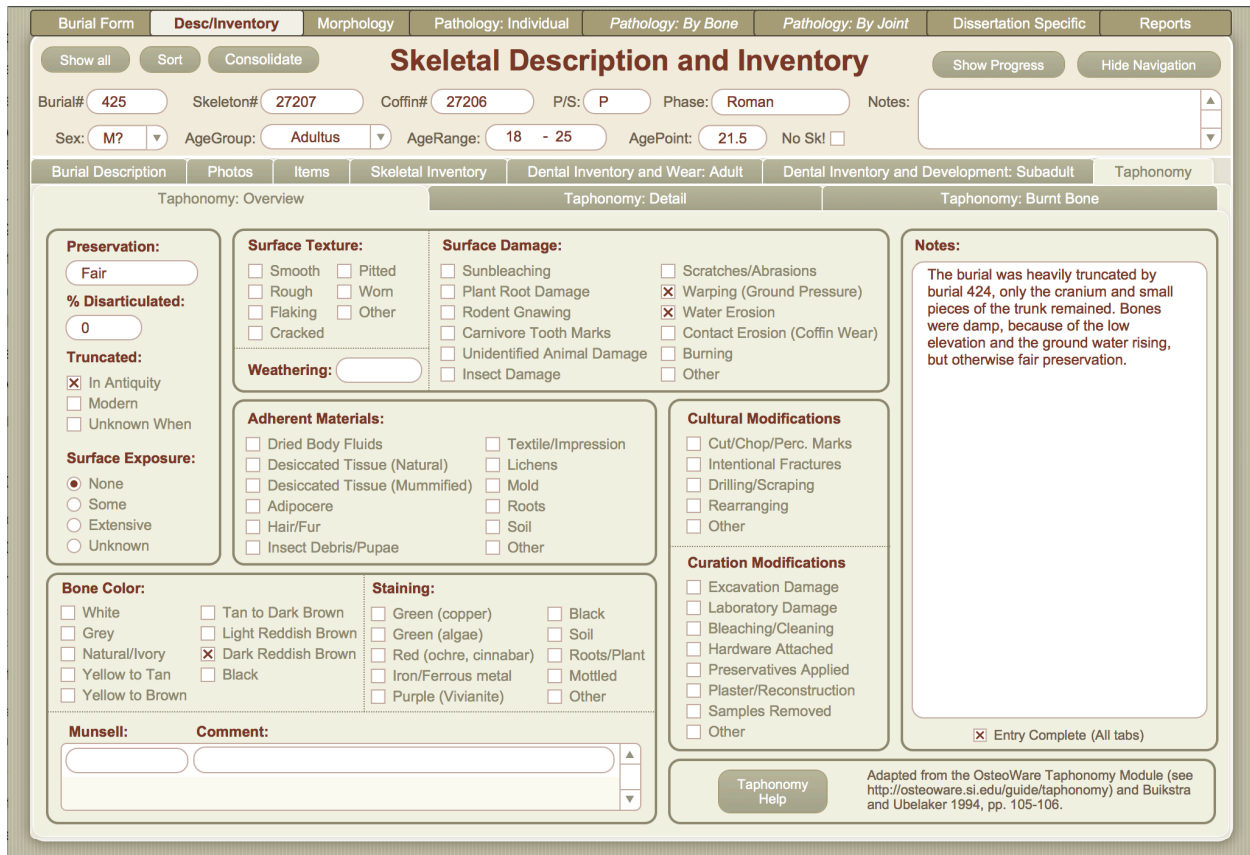 Burial Form Desc/Inventory Morphology Pathology: Individual Pathology: By Bone Pathology: By Joint Dissertation Specific Reports
Show all Sort Consolidate Skeletal Description and Inventory Show Progress Hide Navigation
Burial# 425 Skeleton# 27207 Coffin# 27206 P/S: P Phase: Roman Notes:
Sex: M? AgeGroup: Adultus AgeRange: 18 - 25 AgePoint: 21.5 No Sk!
Burial Description Photos Items Skeletal Inventory Dental Inventory and Wear: Adult Dental Inventory and Development: Subadult Taphonomy
Taphonomy: Overview Taphonomy: Detail Taphonomy: Burnt Bone
Preservation:
Fair
% Disarticulated:
0
Truncated:
In Antiquity
Modern
Unknown When
Surface Exposure:
None
Some
Extensive
Unknown
Surface Texture:
Smooth Pitted
Rough Worn
Flaking Other
Cracked
Weathering:
Surface Damage:
Sunbleaching Scratches/Abrasions
Plant Root Damage Warping (Ground Pressure)
Rodent Gnawing Water Erosion
Carnivore Tooth Marks Contact Erosion (Coffin Wear)
Unidentified Animal Damage Burning
Insect Damage Other
Adherent Materials:
Dried Body Fluids Textile/Impression
Desiccated Tissue (Natural) Lichens
Desiccated Tissue (Mummified) Mold
Adipocere Roots
Hair/Fur Soil
Insect Debris/Pupae Other
Cultural Modifications
Cut/Chop/Perc. Marks
Intentional Fractures
Drilling/Scraping
Rearranging
Other
Curation Modifications
Excavation Damage
Laboratory Damage
Bleaching/Cleaning
Hardware Attached
Preservatives Applied
Plaster/Reconstruction
Samples Removed
Other
Bone Color:
White Tan to Dark Brown
Grey Light Reddish Brown
Natural/Ivory Dark Reddish Brown
Yellow to Tan Black
Yellow to Brown
Staining:
Green (copper) Black
Green (algae) Soil
Red (ochre, cinnabar) Roots/Plant
Iron/Ferrous metal Mottled
Purple (Vivianite) Other
Munsell: Comment:
Notes:
The burial was heavily truncated by
burial 424, only the cranium and small
pieces of the trunk remained. Bones
were damp, because of the low
elevation and the ground water rising,
but otherwise fair preservation.
Entry Complete (All tabs)
Taphonomy
Help
Adapted from the OsteoWare Taphonomy Module (see
http://osteoware.si.edu/guide/taphonomy) and Buikstra
and Ubelaker 1994, pp. 105-106.